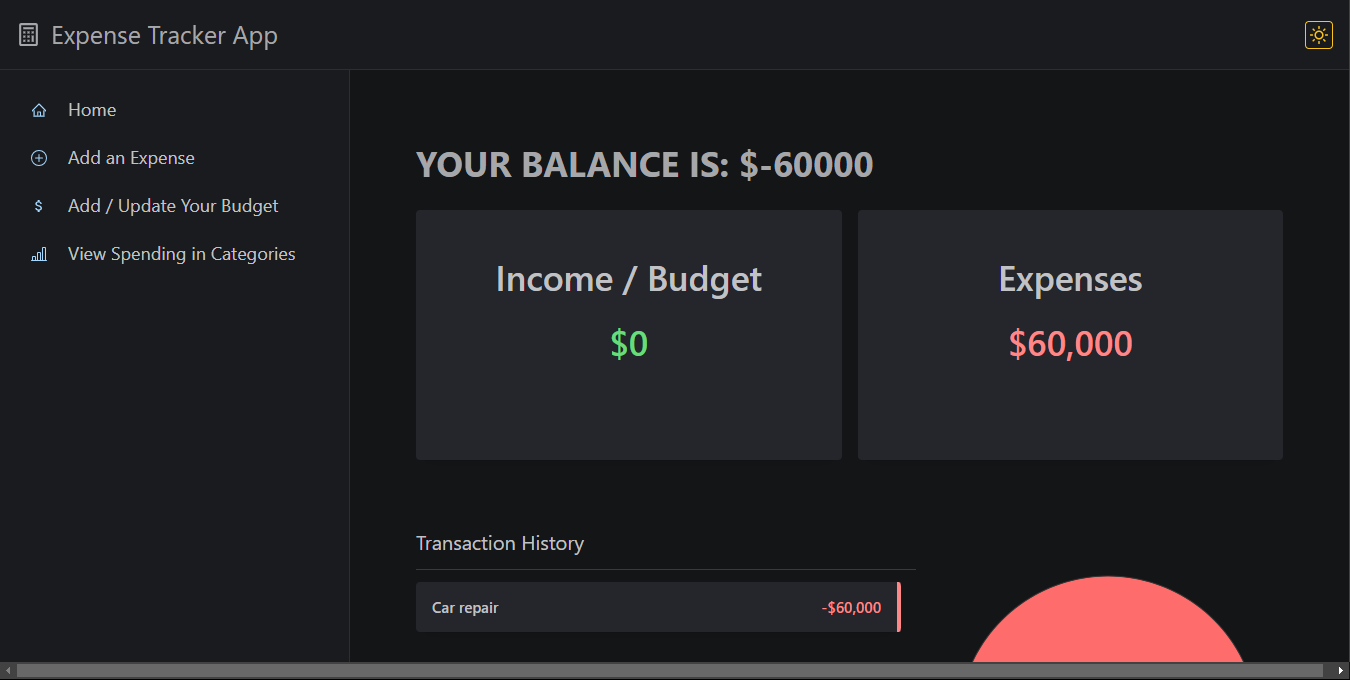 Expense Tracker App
Home
Add an Expense
Add / Update Your Budget
View Spending in Categories
YOUR BALANCE IS: $-60000
Income / Budget
$0
Expenses
$60,000
Transaction History
Car repair
-$60,000